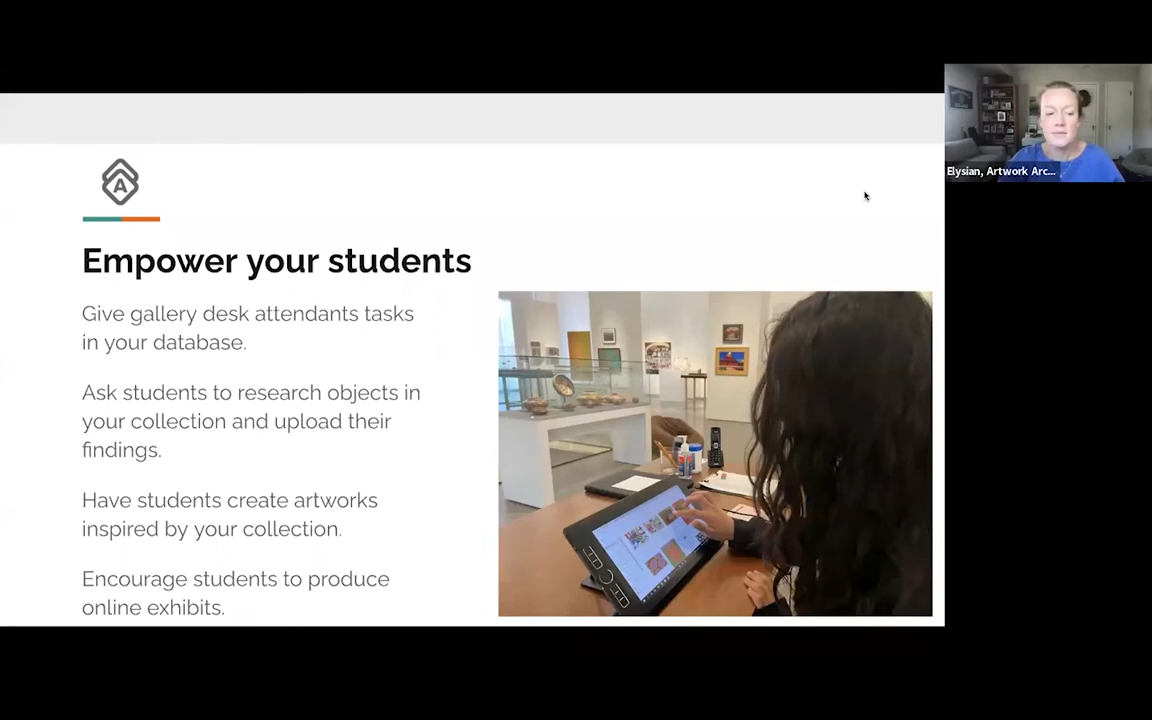 A
Elysian, Artwork Arc...
Empower your students
Give gallery desk attendants tasks
in your database.
Ask students to research objects in
your collection and upload their
findings.
Have students create artworks
inspired by your collection.
Encourage students to produce
online exhibits.